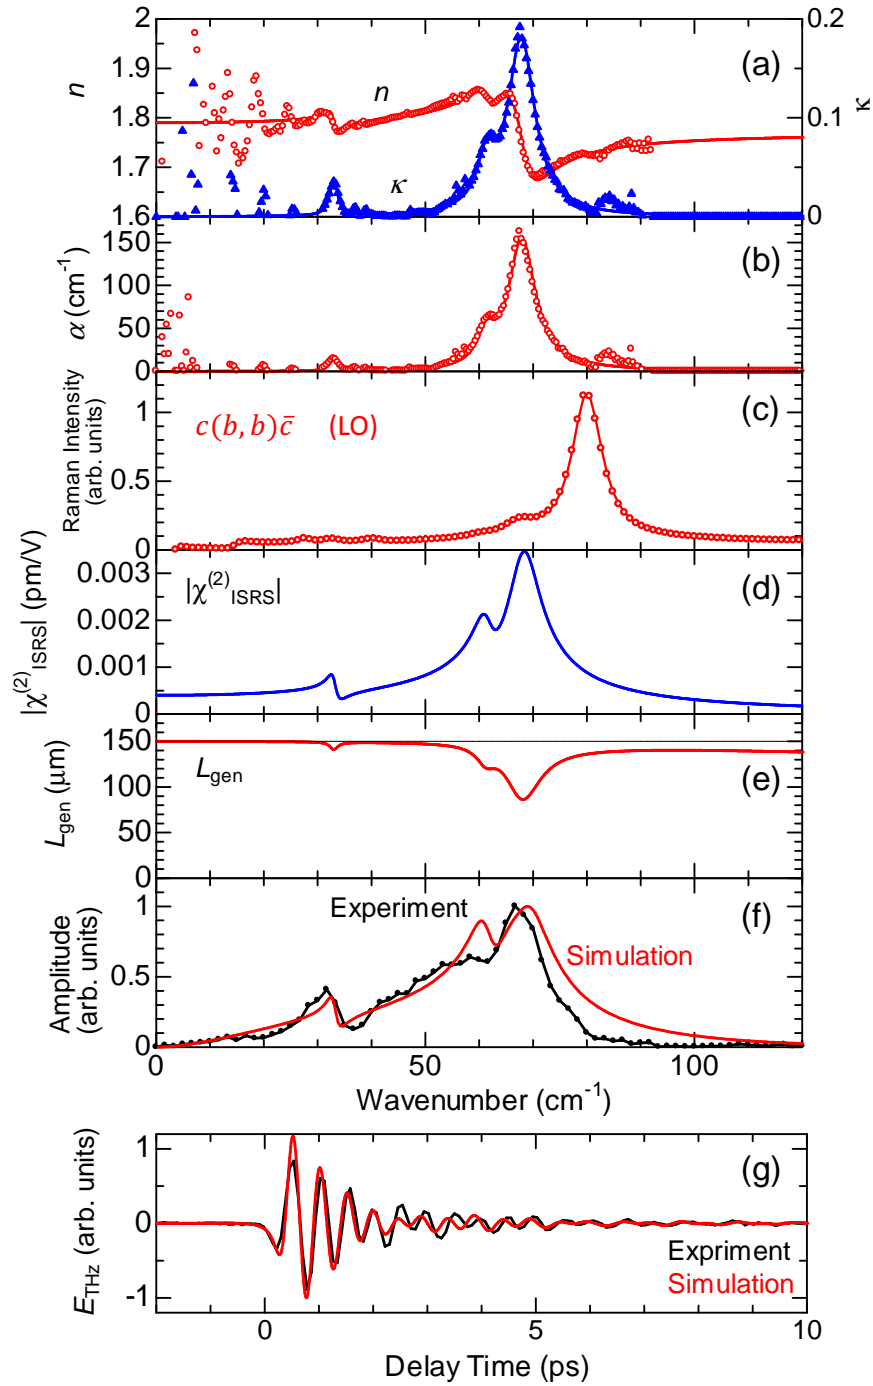 2 0.2
1.9
(a)
n n
1.8 0.1 κ
1.7
κ
1.6 0
150 (b)
100
α (cm⁻¹)
50
0
(c)
c(b, b)c̄ (LO)
1
Raman Intensity
(arb. units)
0.5
0
|χ⁽²⁾ISRS| (d)
0.003
0.002
|χ⁽²⁾ISRS| (pm/V)
0.001
0
150
Lgen (e)
100
Lgen (μm)
50
0
1 Experiment (f)
Simulation
Amplitude
(arb. units)
0.5
0
0 50 100
Wavenumber (cm⁻¹)
1 (g)
ETHz (arb. units)
0
Expriment
Simulation
-1
0 5 10
Delay Time (ps)